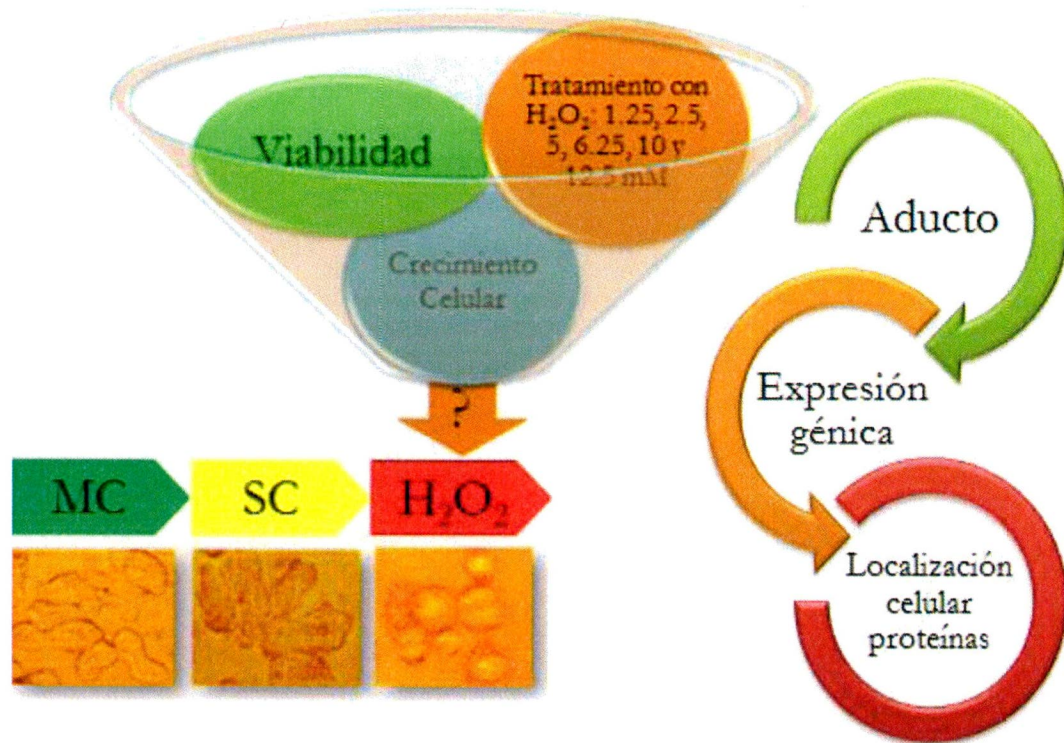 Viabilidad
Tratamiento con
H₂O₂: 1.25, 2.5,
5, 6.25, 10 y
12.5 mM
Crecimiento
Celular
?
MC
SC
H₂O₂
Aducto
Expresión
génica
Localización
celular
proteínas